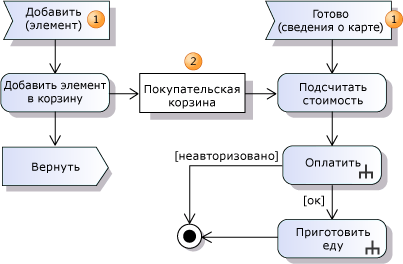 Добавить
(элемент)
1
Готово
(сведения о карте)
1
2
Добавить элемент
в корзину
Покупательская
корзина
Подсчитать
стоимость
Вернуть
[неавторизовано]
Оплатить
[ок]
Приготовить
еду